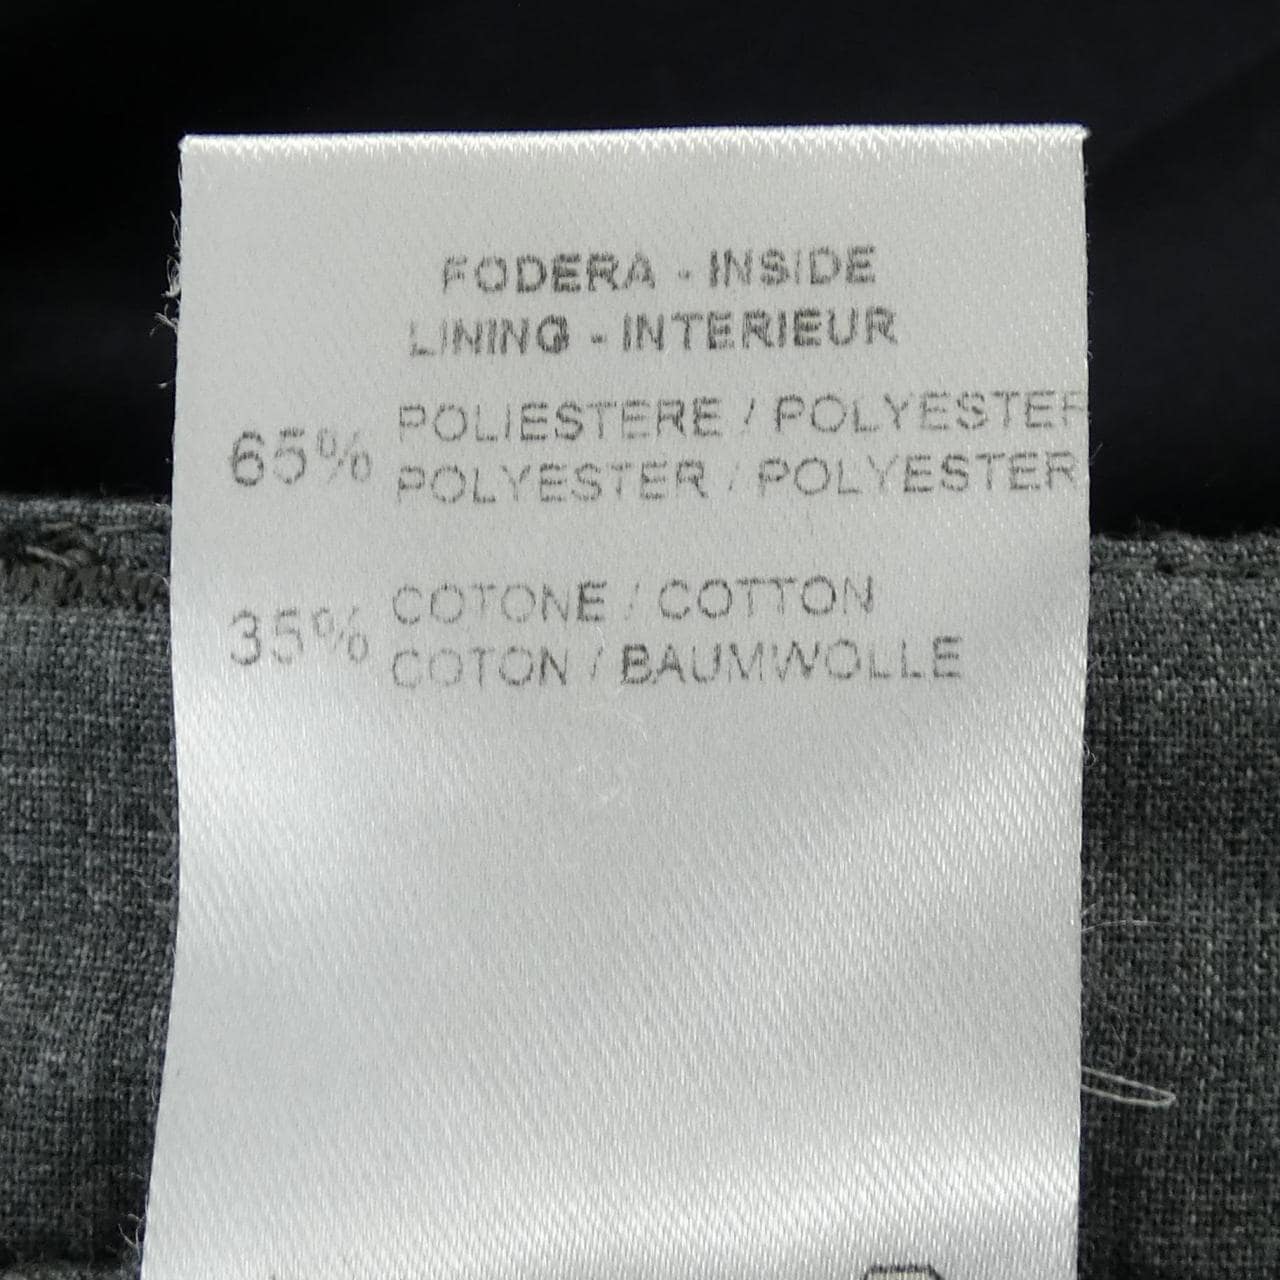 FODERA - INSIDE
LINING - INTERIEUR
65% POLIESTERE / POLYESTER
POLYESTER / POLYESTER
35% COTONE / COTTON
COTON / BAUMWOLLE